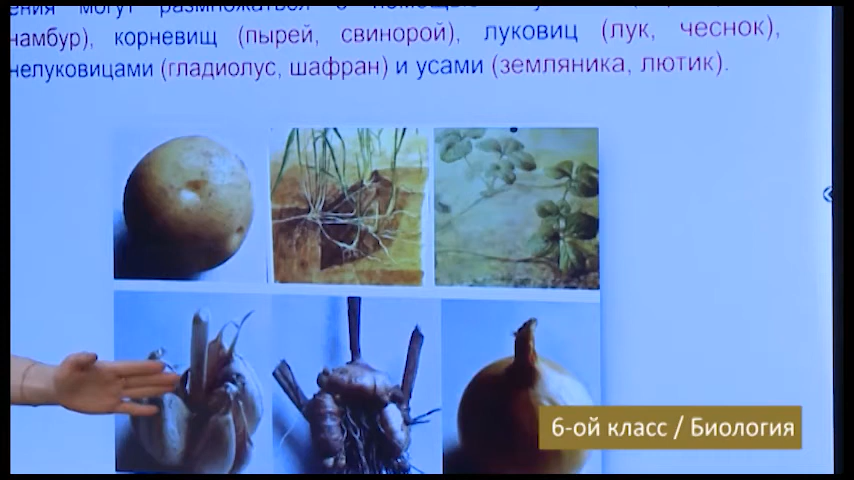 ения могут размножаться с помощью
намбур), корневищ (пырей, свинорой), луковиц (лук, чеснок),
нелуковицами (гладиолус, шафран) и усами (земляника, лютик).
6-ой класс / Биология